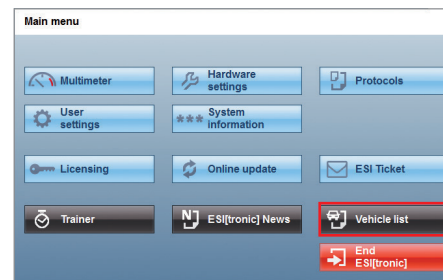 Main menu
Multimeter
Hardware
settings
Protocols
User
settings
***
System
information
Licensing
Online update
ESI Ticket
Trainer
N
ESI[tronic] News
Vehicle list
End
ESI[tronic]